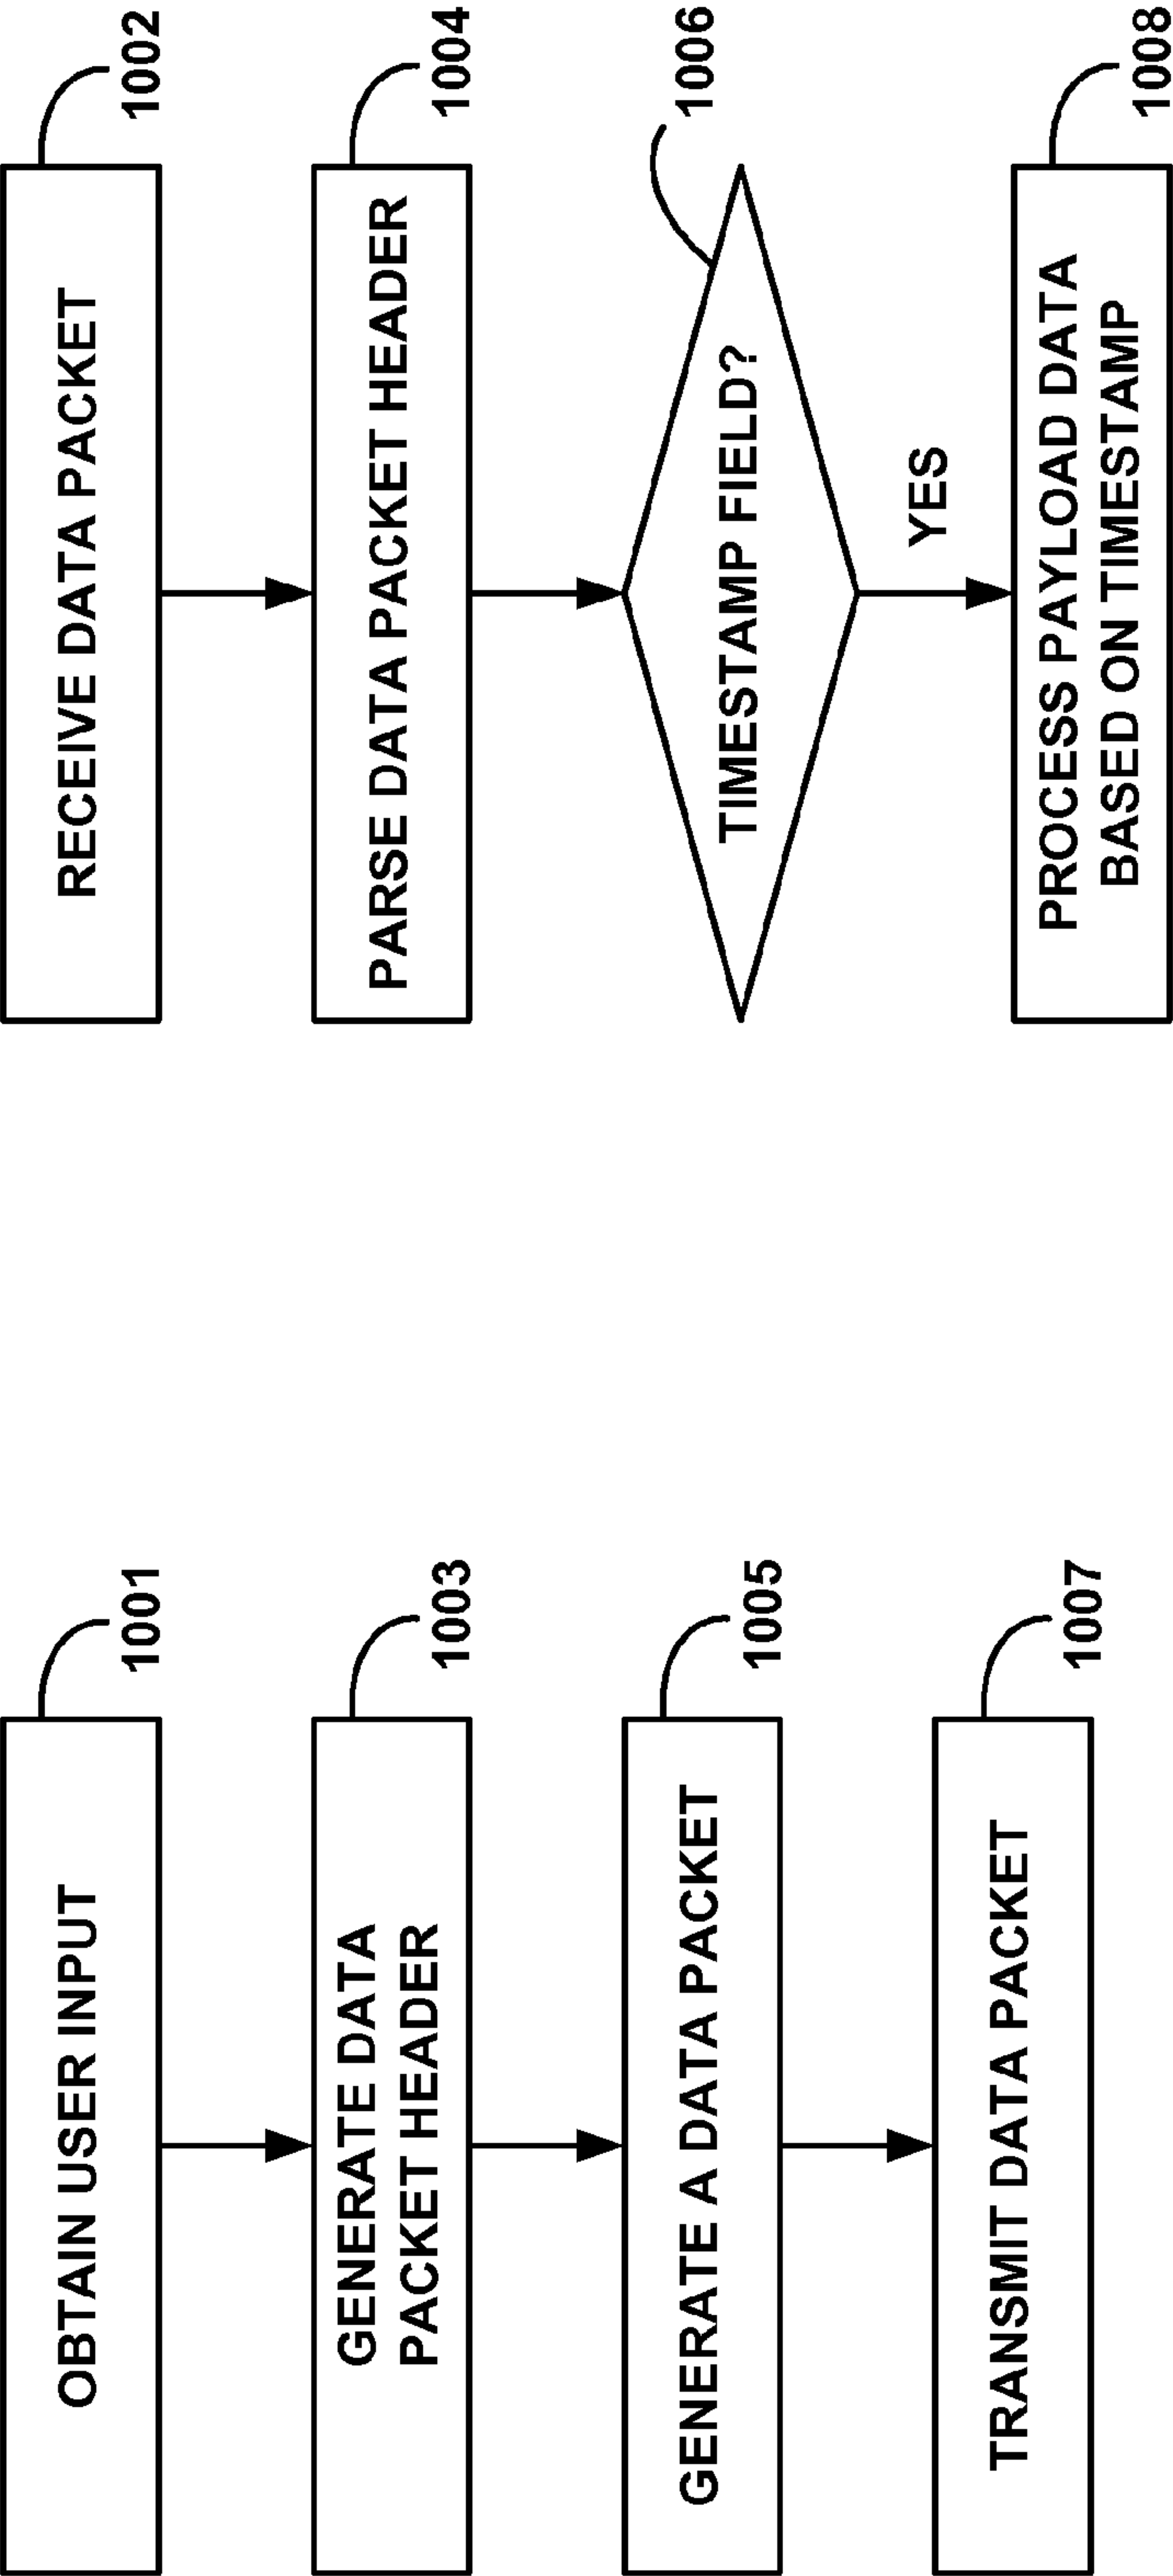 OBTAIN USER INPUT
1001
GENERATE DATA
PACKET HEADER
1003
GENERATE A DATA PACKET
1005
TRANSMIT DATA PACKET
1007
RECEIVE DATA PACKET
1002
PARSE DATA PACKET HEADER
1004
TIMESTAMP FIELD?
1006
YES
PROCESS PAYLOAD DATA
BASED ON TIMESTAMP
1008